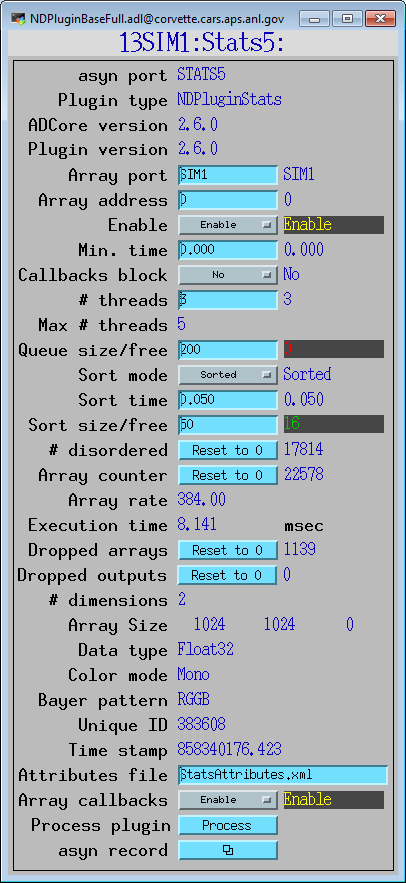 NDPluginBaseFull.adl@corvette.cars.aps.anl.gov
13SIM1:Stats5:
asyn port STATS5
Plugin type NDPluginStats
ADCore version 2.6.0
Plugin version 2.6.0
Array port SIM1 SIM1
Array address 0 0
Enable Enable Enable
Min. time 0.000 0.000
Callbacks block No No
# threads 3 3
Max # threads 5
Queue size/free 200 0
Sort mode Sorted Sorted
Sort time 0.050 0.050
Sort size/free 50 16
# disordered Reset to 0 17814
Array counter Reset to 0 22578
Array rate 384.00
Execution time 8.141 msec
Dropped arrays Reset to 0 1139
Dropped outputs Reset to 0 0
# dimensions 2
Array Size 1024 1024 0
Data type Float32
Color mode Mono
Bayer pattern RGGB
Unique ID 383608
Time stamp 858340176.423
Attributes file StatsAttributes.xml
Array callbacks Enable Enable
Process plugin Process
asyn record